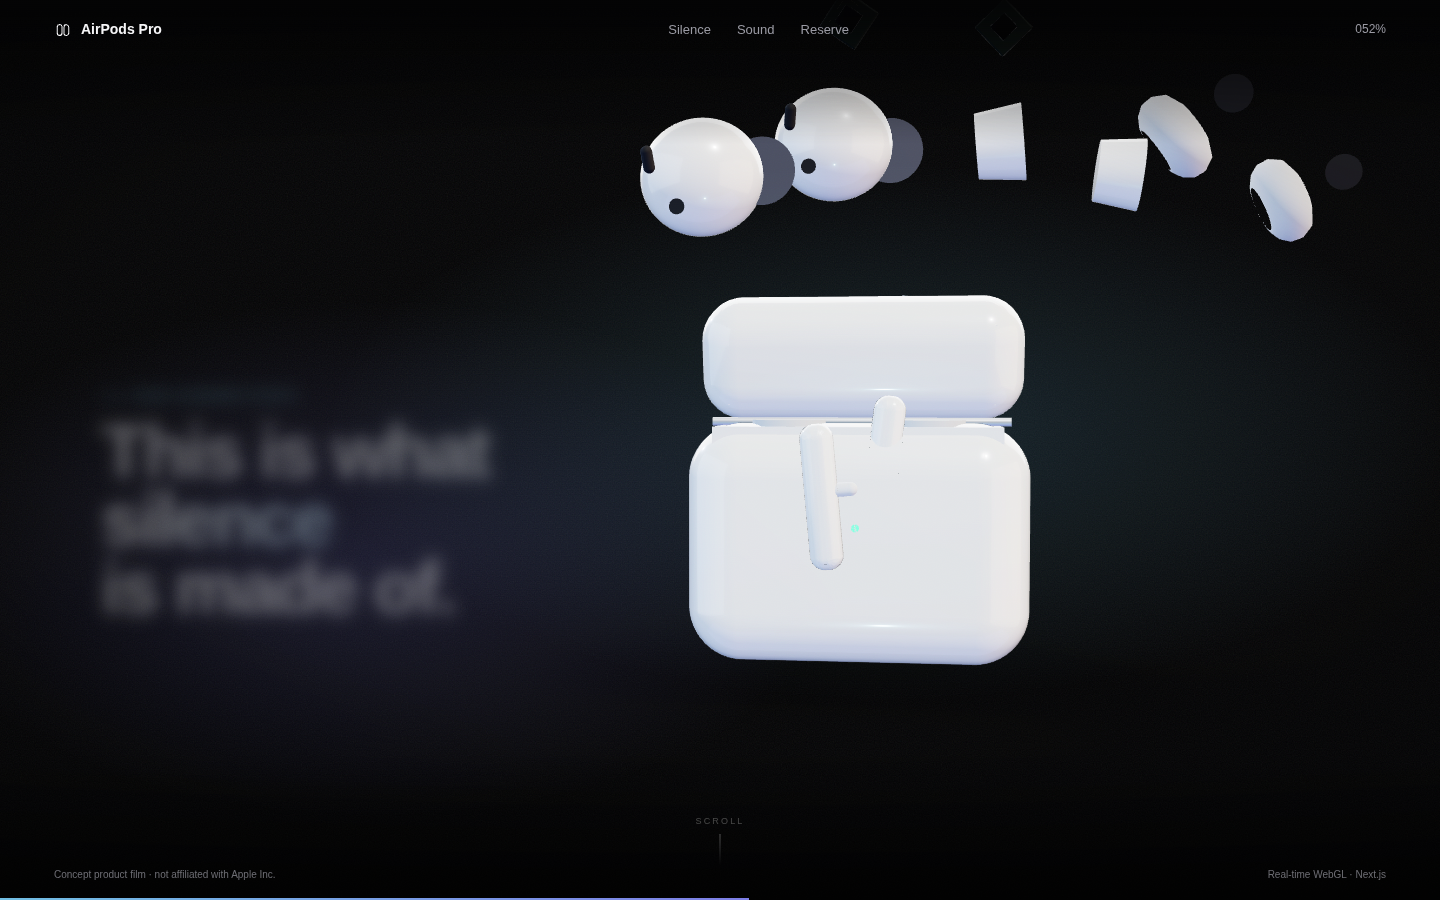 AirPods Pro
Silence
Sound
Reserve
052%
This is what
silence
is made of.
SCROLL
Concept product film · not affiliated with Apple Inc.
Real-time WebGL · Next.js